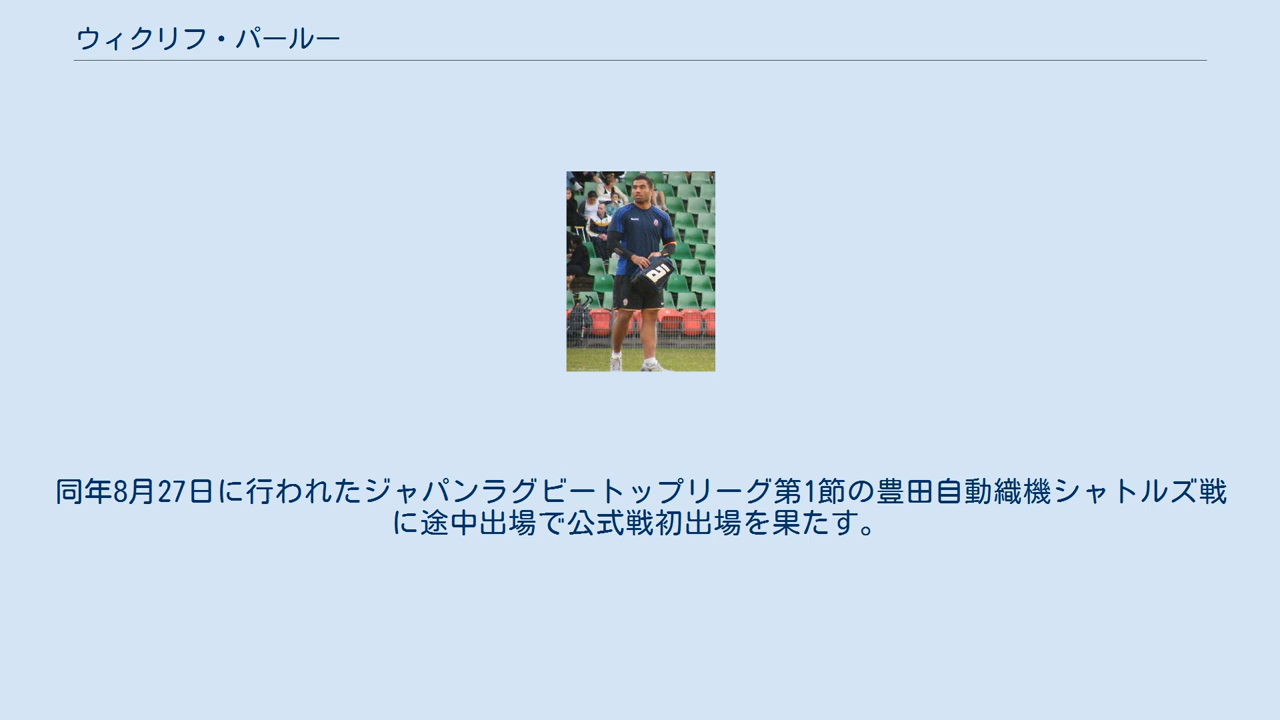 ウィクリフ・パールー
同年8月27日に行われたジャパンラグビートップリーグ第1節の豊田自動織機シャトルズ戦
に途中出場で公式戦初出場を果たす。